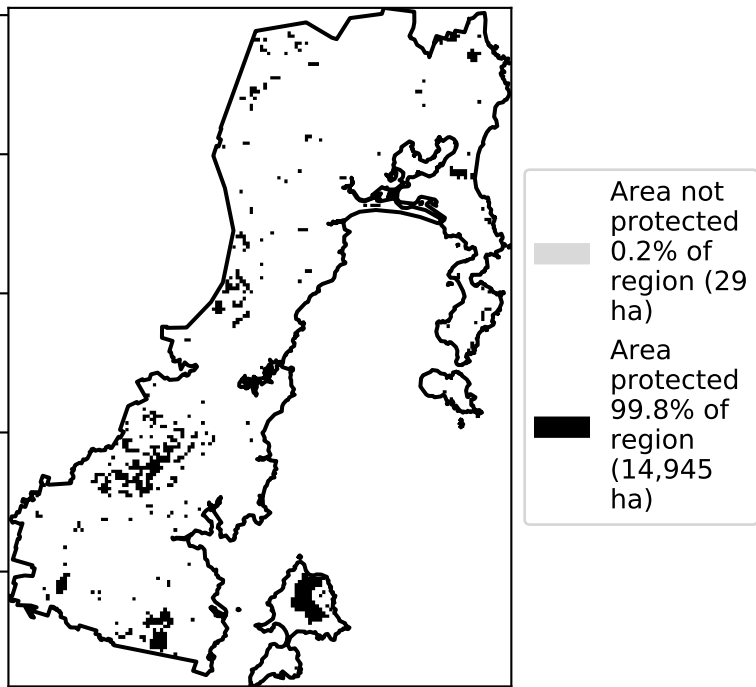 Area not
protected
0.2% of
region (29
ha)
Area
protected
99.8% of
region
(14,945
ha)